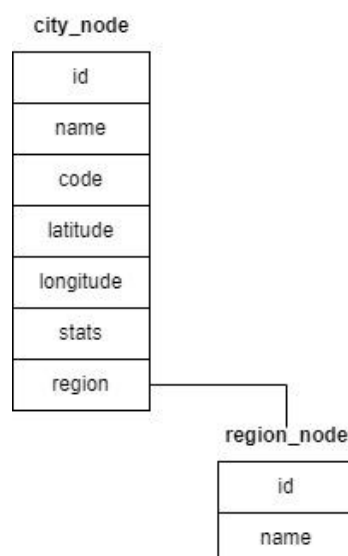 city_node
id
name
code
latitude
longitude
stats
region
region_node
id
name